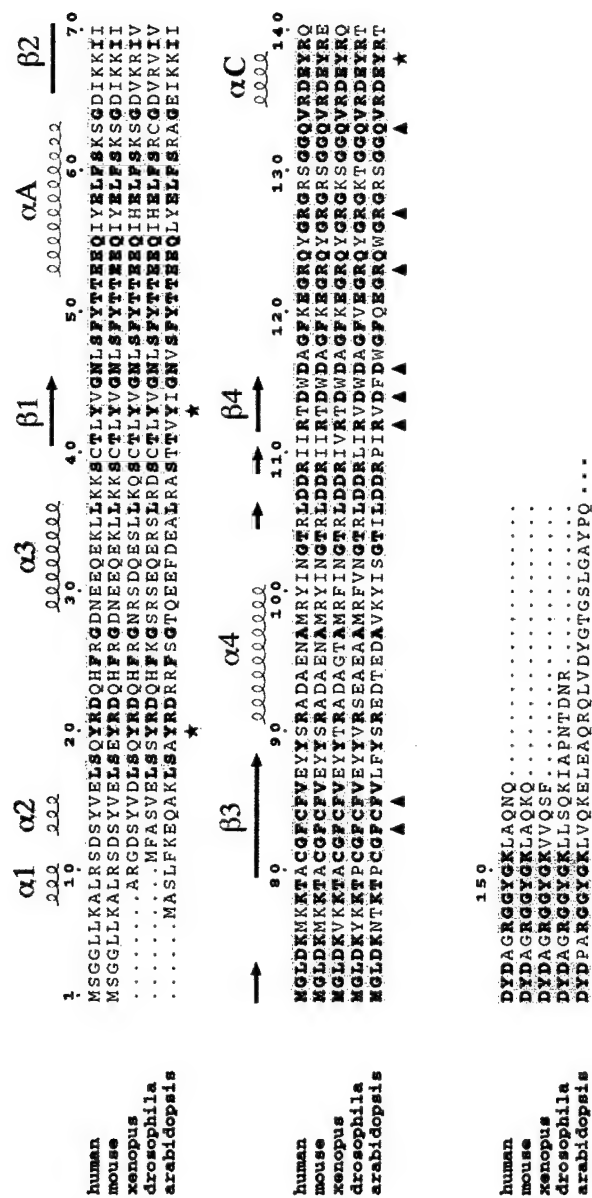 α1 α2 α3 β1 αA β2
1 10 20 30 40 50 60 70
human MSGGLLKALRSDSYVELSQYRDQHFRGDNEEQEKLLKKSCTLYVGNLSFYTTEEQIYELFSKSGDIKKII
mouse MSGGLLKALRSDSYVELSEYRDQHFRGDNEEQEKLLKKSCTLYVGNLSFYTTEEQIYELFSKSGDIKKII
xenopus ........ARGDSYVDLSQYRDQHFRGNRSDQESLLKQSCTLYVGNLSFYTTEEQIHELFSKSGDVKRIV
drosophila ..........MFASVELSSYRDQHFKGSRSEQERSLRDSCTLYVGNLSFYTTEEQIHELFSRCGDVRVIV
arabidopsis ......MASLFKEQAKLSAYRDRRFSGTQEEFDEALRASTTVYIGNVSFYTTEEQLYELFSRAGEIKKII
β3 α4 β4 αC
80 90 100 110 120 130 140
human MGLDKMKKTACGFCFVEYYSRADAENAMRYINGTRLDDRIIRTDWDAGFKEGRQYGRGRSGGQVRDEYRQ
mouse MGLDKMKKTACGFCFVEYYSRADAENAMRYINGTRLDDRIIRTDWDAGFKEGRQYGRGRSGGQVRDEYRE
xenopus MGLDKVKKTACGFCFVEYYTRADAGTAMRFINGTRLDDRIVRTDWDAGFKEGRQYGRGKSGGQVRDEYRQ
drosophila MGLDKYKKTPCGFCFVEYYVRSEAEAAMRFVNGTRLDDRLIRVDWDAGFVEGRQYGRGKTGGQVRDEYRT
arabidopsis MGLDKNTKTPCGFCFVLFYSREDTEDAVKYISGTILDDRPIRVDFDWGFQEGRQWGRGRSGGQVRDEYRT
150
human DYDAGRGGYGKLAQNQ....................
mouse DYDAGRGGYGKLAQKQ....................
xenopus DYDAGRGGYGKVVQSF....................
drosophila DYDAGRGGYGKLLSQKIAPNTDNR............
arabidopsis DYDPARGGYGKLVQKELEAQRQLVDYGTGSLGAYPQ ...